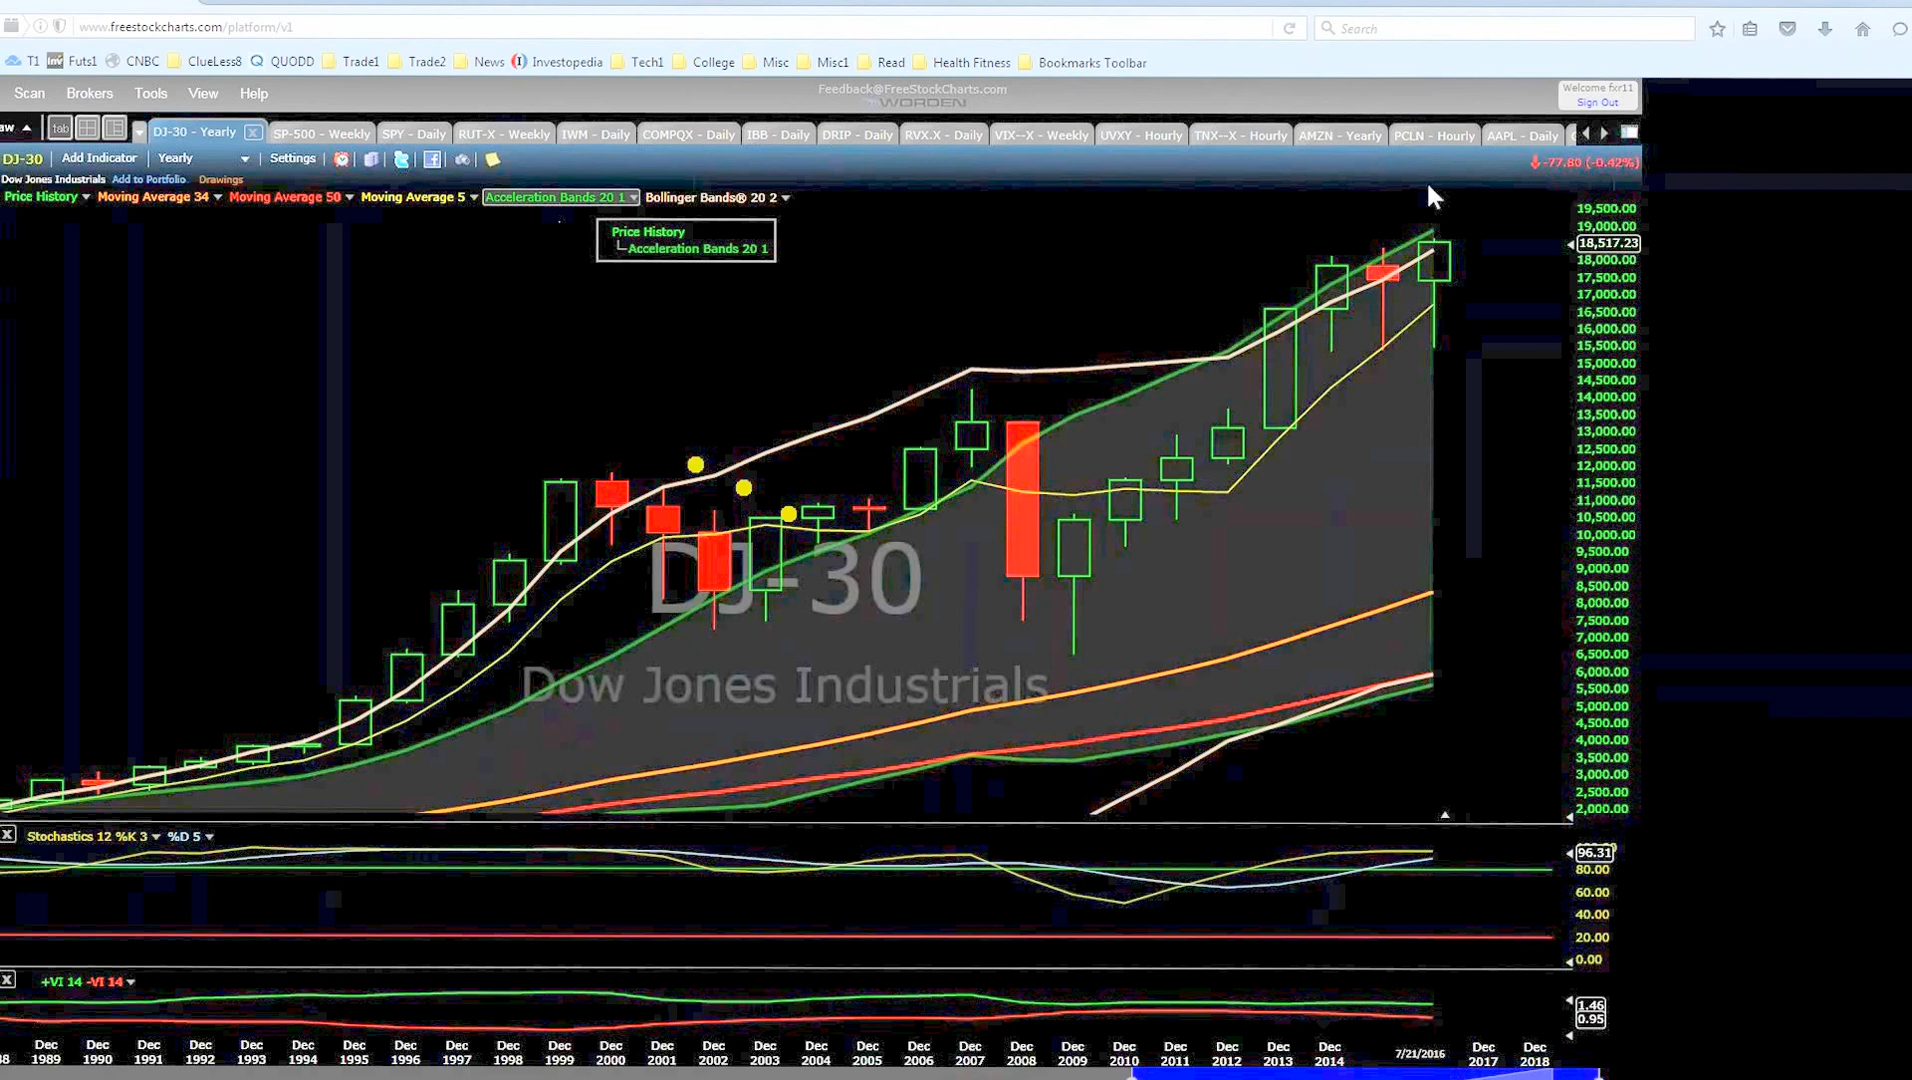 www.freestockcharts.com/platform/v1
Search
T1 Futs1 CNBC ClueLess8 QUODD Trade1 Trade2 News Investopedia Tech1 College Misc Misc1 Read Health Fitness Bookmarks Toolbar
Scan Brokers Tools View Help
Feedback@FreeStockCharts.com
WORDEN
Welcome fxr11
Sign Out
aw tab DJ-30 - Yearly SP-500 - Weekly SPY - Daily RUT-X - Weekly IWM - Daily COMPQX - Daily IBB - Daily DRIP - Daily RVX.X - Daily VIX--X - Weekly UVXY - Hourly TNX--X - Hourly AMZN - Yearly PCLN - Hourly AAPL - Daily
DJ-30 Add Indicator Yearly Settings
-77.80 (-0.42%)
Dow Jones Industrials Add to Portfolio Drawings
Price History Moving Average 34 Moving Average 50 Moving Average 5 Acceleration Bands 20 1 Bollinger Bands® 20 2
Price History
Acceleration Bands 20 1
19,500.00
19,000.00
18,517.23
18,000.00
17,500.00
17,000.00
16,500.00
16,000.00
15,500.00
15,000.00
14,500.00
14,000.00
13,500.00
13,000.00
12,500.00
12,000.00
11,500.00
11,000.00
10,500.00
10,000.00
9,500.00
9,000.00
8,500.00
8,000.00
7,500.00
7,000.00
6,500.00
6,000.00
5,500.00
5,000.00
4,500.00
4,000.00
3,500.00
3,000.00
2,500.00
2,000.00
DJ-30
Dow Jones Industrials
Stochastics 12 %K 3 %D 5
96.31
80.00
60.00
40.00
20.00
0.00
+VI 14 -VI 14
1.46
0.95
Dec Dec Dec Dec Dec Dec Dec Dec Dec Dec Dec Dec Dec Dec Dec Dec Dec Dec Dec Dec Dec Dec Dec Dec Dec Dec Dec Dec
88 1989 1990 1991 1992 1993 1994 1995 1996 1997 1998 1999 2000 2001 2002 2003 2004 2005 2006 2007 2008 2009 2010 2011 2012 2013 2014 7/21/2016 2017 2018